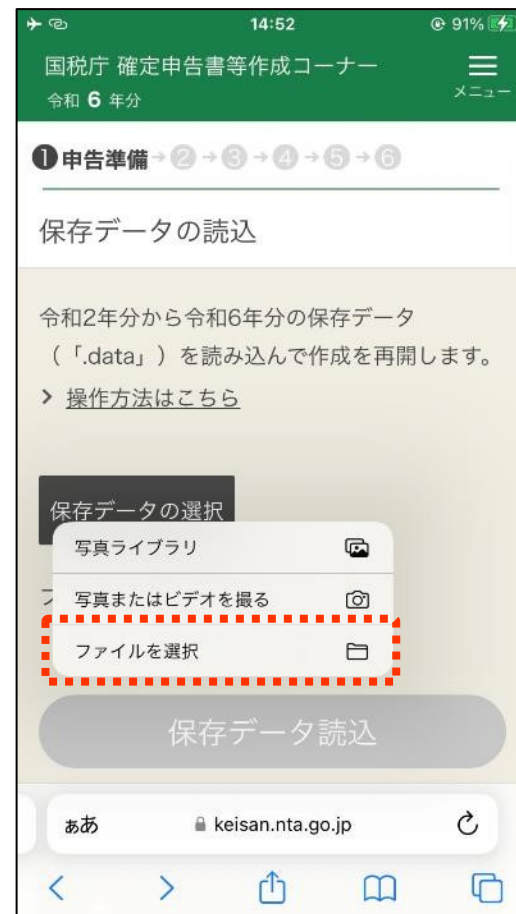 14:52
91%
国税庁 確定申告書等作成コーナー
令和 6 年分
メニュー
❶申告準備→②→③→④→⑤→⑥
保存データの読込
令和2年分から令和6年分の保存データ
(「.data」)を読み込んで作成を再開します。
> 操作方法はこちら
保存データの選択
写真ライブラリ
写真またはビデオを撮る
ファイルを選択
保存データ読込
ぁあ keisan.nta.go.jp